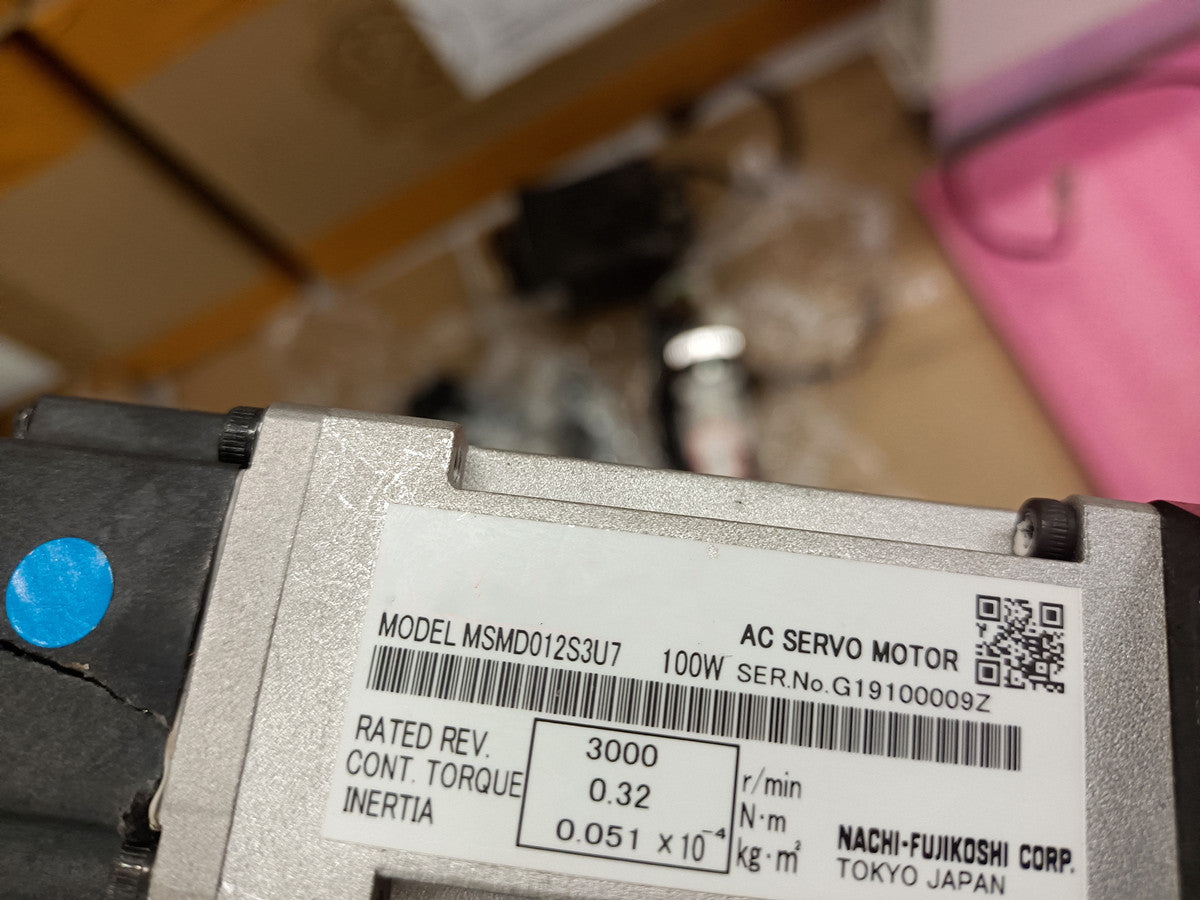 MODEL MSMD012S3U7 100W
AC SERVO MOTOR
SER.No.G19100009Z
RATED REV. 3000 r/min
CONT. TORQUE 0.32 N·m
INERTIA 0.051 ×10⁻⁴ kg·m²
NACHI-FUJIKOSHI CORP.
TOKYO JAPAN